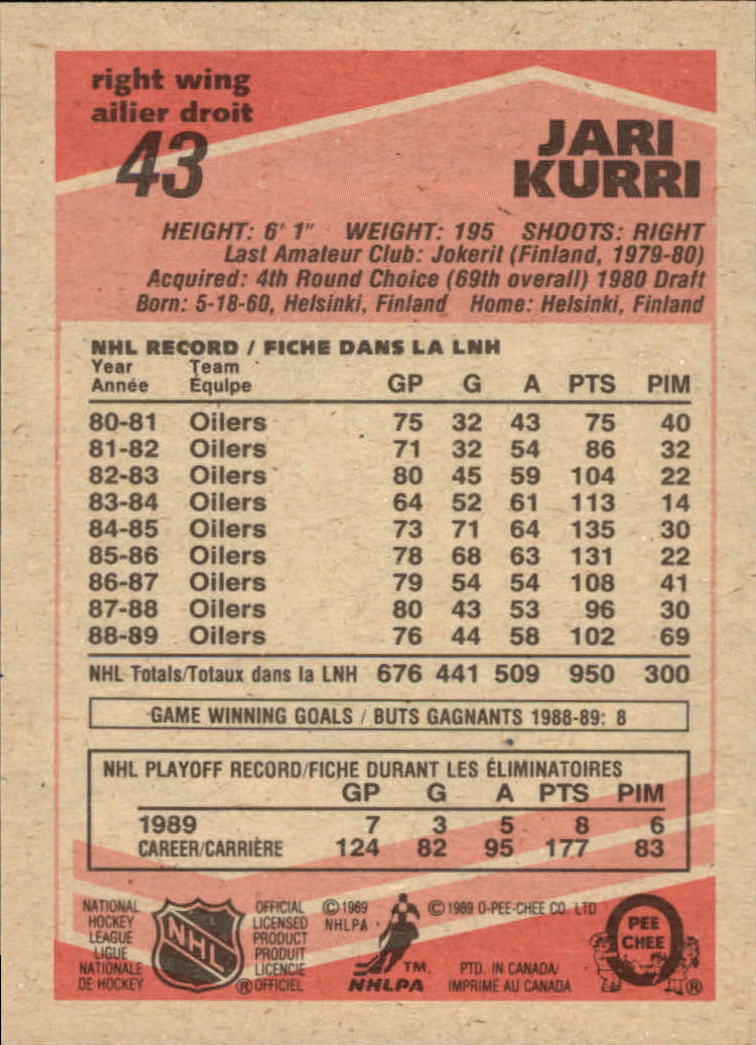 right wing
ailier droit
43
JARI
KURRI
HEIGHT: 6' 1" WEIGHT: 195 SHOOTS: RIGHT
Last Amateur Club: Jokerit (Finland, 1979-80)
Acquired: 4th Round Choice (69th overall) 1980 Draft
Born: 5-18-60, Helsinki, Finland Home: Helsinki, Finland
NHL RECORD / FICHE DANS LA LNH
Year Team
Année Équipe GP G A PTS PIM
80-81 Oilers 75 32 43 75 40
81-82 Oilers 71 32 54 86 32
82-83 Oilers 80 45 59 104 22
83-84 Oilers 64 52 61 113 14
84-85 Oilers 73 71 64 135 30
85-86 Oilers 78 68 63 131 22
86-87 Oilers 79 54 54 108 41
87-88 Oilers 80 43 53 96 30
88-89 Oilers 76 44 58 102 69
NHL Totals/Totaux dans la LNH 676 441 509 950 300
GAME WINNING GOALS / BUTS GAGNANTS 1988-89: 8
NHL PLAYOFF RECORD/FICHE DURANT LES ÉLIMINATOIRES
GP G A PTS PIM
1989 7 3 5 8 6
CAREER/CARRIÈRE 124 82 95 177 83
NATIONAL
HOCKEY
LEAGUE
LIGUE
NATIONALE
DE HOCKEY
NHL
OFFICIAL
LICENSED
PRODUCT
PRODUIT
LICENCIE
® OFFICIEL
© 1989
NHLPA
TM.
NHLPA
© 1989 O-PEE-CHEE CO. LTD
PTD. IN CANADA/
IMPRIMÉ AU CANADA
O
PEE
CHEE
®